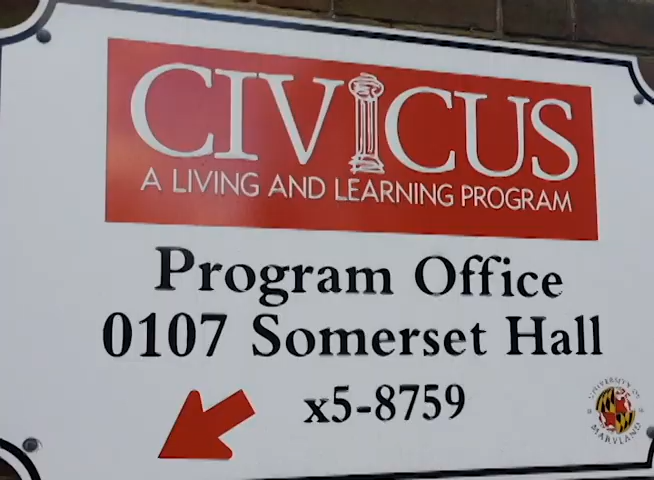 CIVICUS
A LIVING AND LEARNING PROGRAM
Program Office
0107 Somerset Hall
x5-8759
UNIVERSITY OF
MARYLAND